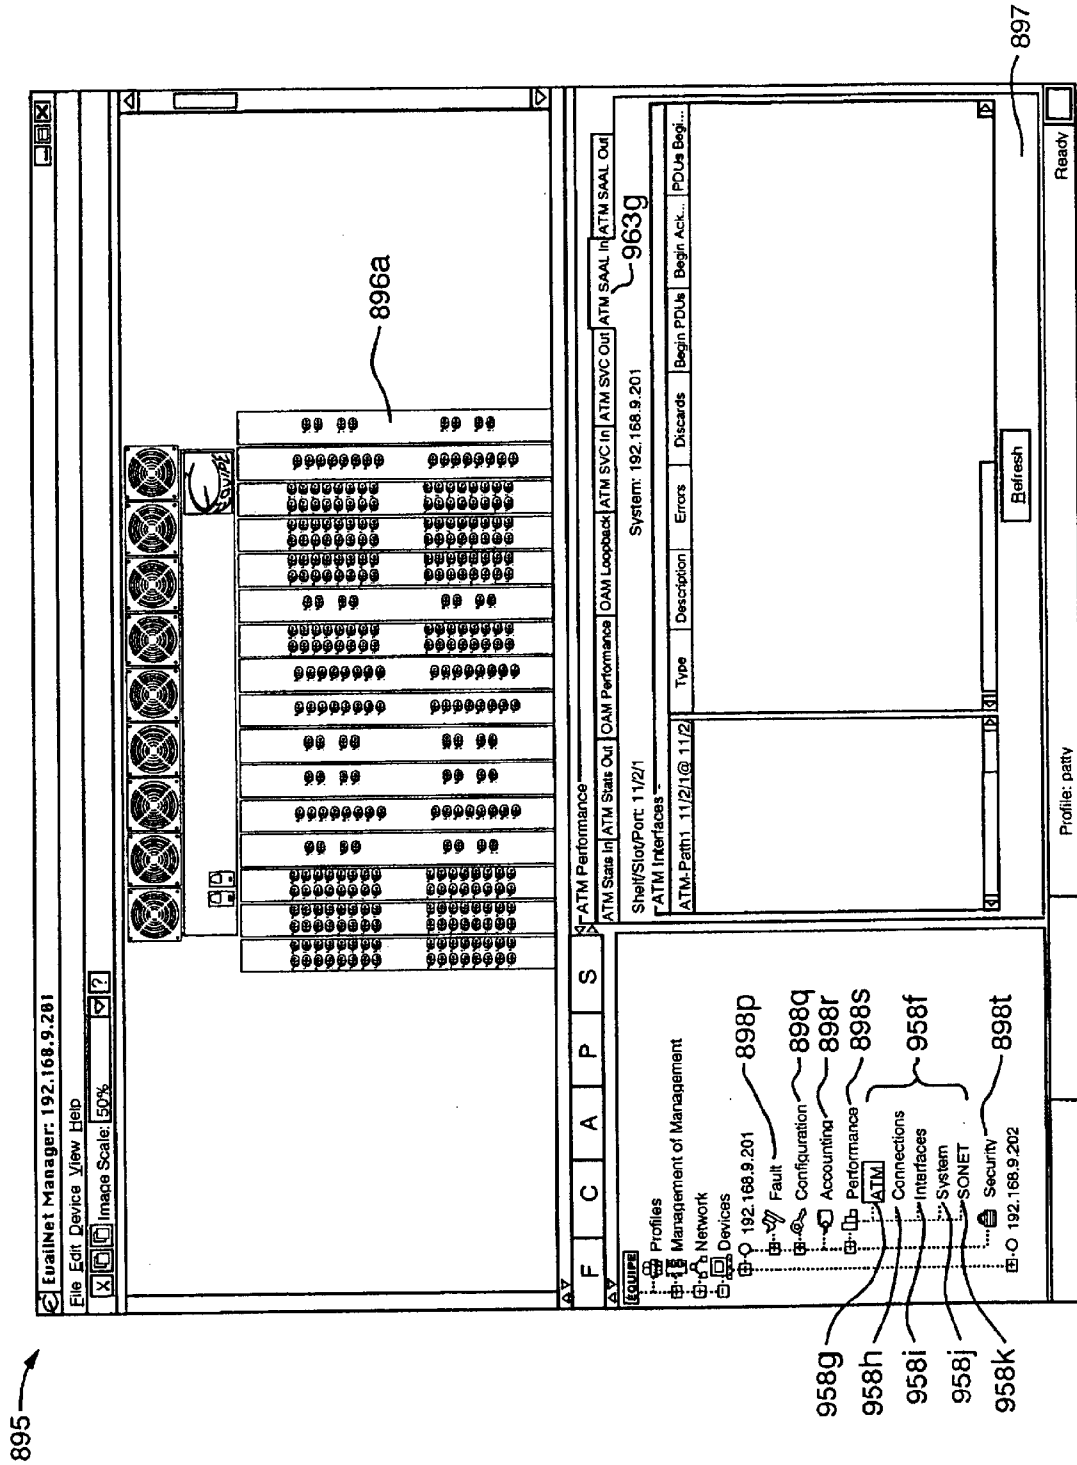 895
EvailNet Manager: 192.168.9.201
File Edit Device View Help
X Image Scale: 50% ?
EQUIPE
896a
F C A P S
EQUIPE
Profiles
Management of Management
Network
Devices
192.168.9.201
Fault
Configuration
Accounting
Performance
ATM
Connections
Interfaces
System
SONET
Security
192.168.9.202
898p
898q
898r
898s
958f
898t
958g
958h
958i
958j
958k
ATM Performance
ATM Stats In ATM Stats Out OAM Performance OAM Loopback ATM SVC In ATM SVC Out ATM SAAL In ATM SAAL Out
963g
Shelf/Slot/Port: 11/2/1 System: 192.168.9.201
ATM Interfaces -
ATM-Path1_11/2/1@ 11/2 Type Description Errors Discards Begin PDUs Begin Ack... PDUs Begi...
Refresh
897
Profile: patty Ready